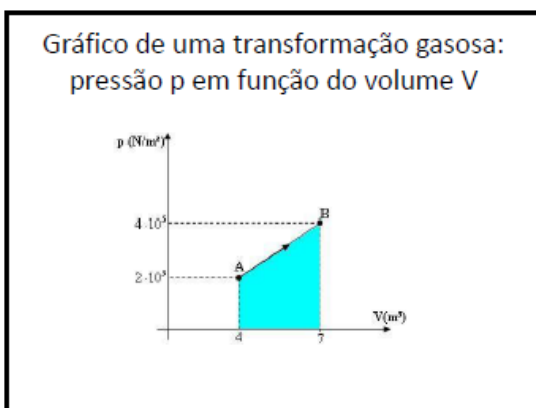 Gráfico de uma transformação gasosa:
pressão p em função do volume V
p (N/m²)
4·10⁵
B
2·10⁵
A
V(m³)
4
7